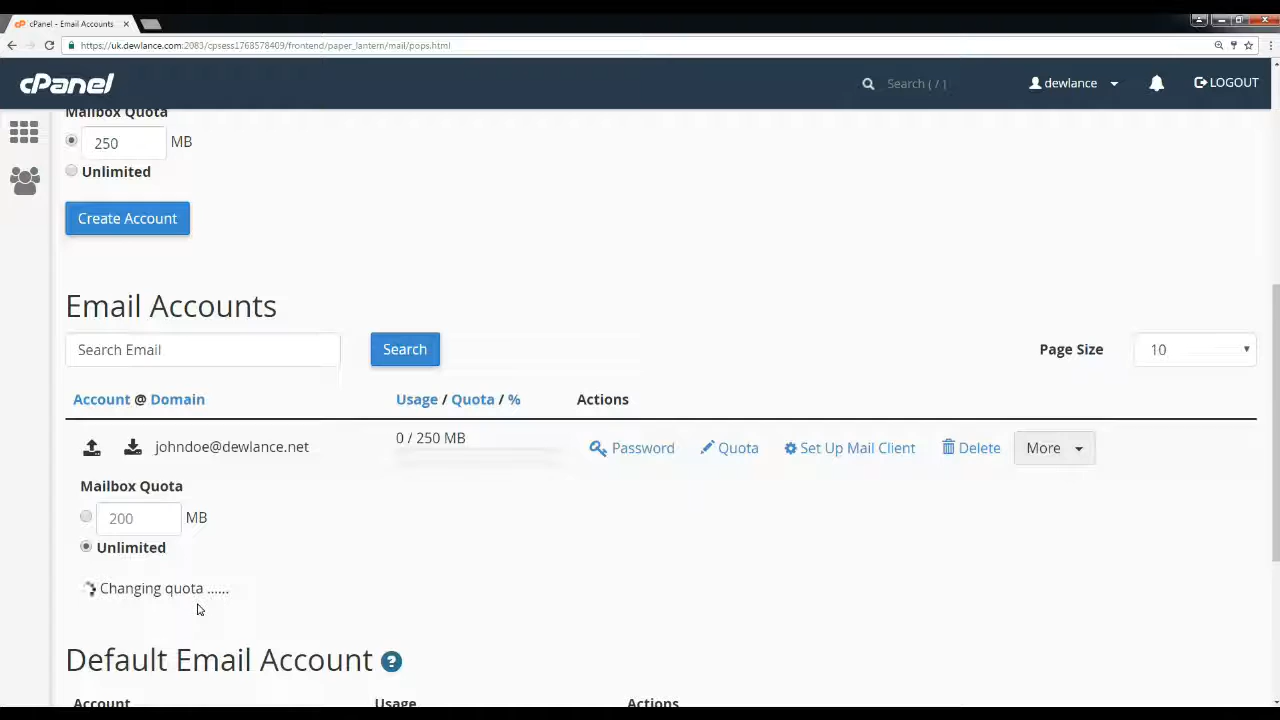 cPanel - Email Accounts
https://uk.dewlance.com:2083/cpsess1768578409/frontend/paper_lantern/mail/pops.html
cPanel
Search ( / )
dewlance
LOGOUT
Mailbox Quota
250 MB
Unlimited
Create Account
Email Accounts
Search Email Search Page Size 10
Account @ Domain Usage / Quota / % Actions
johndoe@dewlance.net 0 / 250 MB Password Quota Set Up Mail Client Delete More
Mailbox Quota
200 MB
Unlimited
Changing quota ......
Default Email Account ?
Account Usage Actions